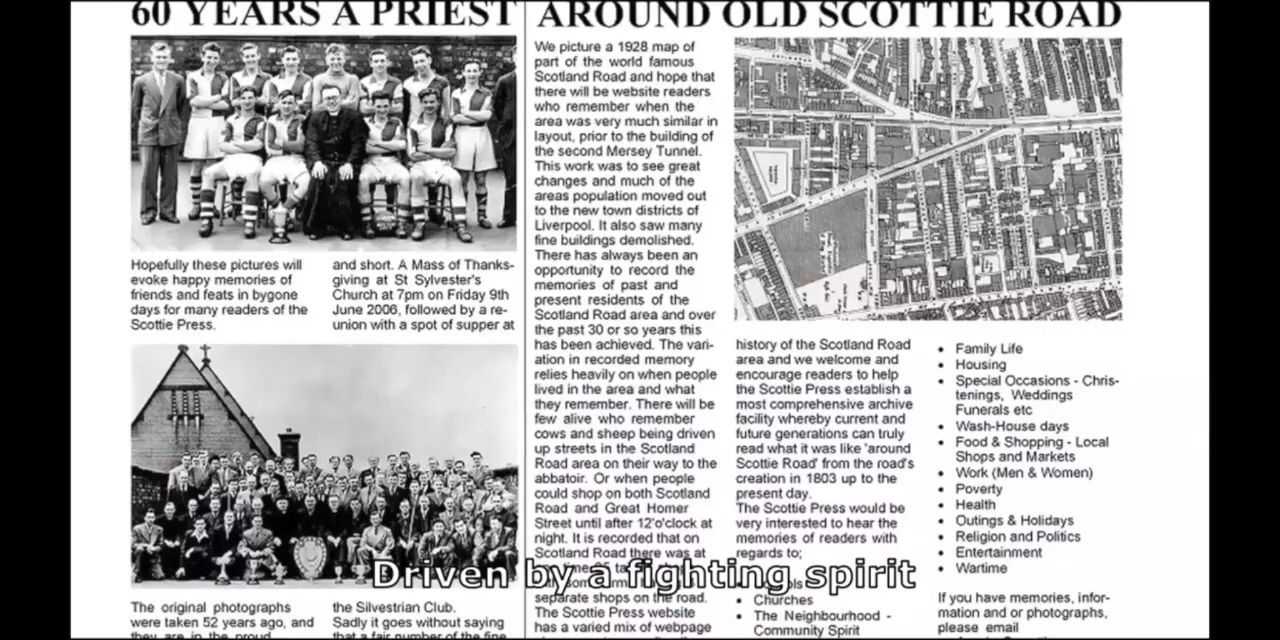 60 YEARS A PRIEST
Hopefully these pictures will
evoke happy memories of
friends and feats in bygone
days for many readers of the
Scottie Press.
and short. A Mass of Thanks-
giving at St Sylvester's
Church at 7pm on Friday 9th
June 2006, followed by a re-
union with a spot of supper at
The original photographs
were taken 52 years ago, and
they are in the proud
the Silvestrian Club.
Sadly it goes without saying
that a fair number of the fine
AROUND OLD SCOTTIE ROAD
We picture a 1928 map of
part of the world famous
Scotland Road and hope that
there will be website readers
who remember when the
area was very much similar in
layout, prior to the building of
the second Mersey Tunnel.
This work was to see great
changes and much of the
areas population moved out
to the new town districts of
Liverpool. It also saw many
fine buildings demolished.
There has always been an
opportunity to record the
memories of past and
present residents of the
Scotland Road area and over
the past 30 or so years this
has been achieved. The vari-
ation in recorded memory
relies heavily on when people
lived in the area and what
they remember. There will be
few alive who remember
cows and sheep being driven
up streets in the Scotland
Road area on their way to the
abbatoir. Or when people
could shop on both Scotland
Road and Great Homer
Street until after 12'o'clock at
night. It is recorded that on
Scotland Road there was at
separate shops on the road.
The Scottie Press website
has a varied mix of webpage
history of the Scotland Road
area and we welcome and
encourage readers to help
the Scottie Press establish a
most comprehensive archive
facility whereby current and
future generations can truly
read what it was like 'around
Scottie Road' from the road's
creation in 1803 up to the
present day.
The Scottie Press would be
very interested to hear the
memories of readers with
regards to;
• Churches
• The Neighbourhood -
Community Spirit
• Family Life
• Housing
• Special Occasions - Chris-
tenings, Weddings
Funerals etc
• Wash-House days
• Food & Shopping - Local
Shops and Markets
• Work (Men & Women)
• Poverty
• Health
• Outings & Holidays
• Religion and Politics
• Entertainment
• Wartime
If you have memories, infor-
mation and or photographs,
please email
Driven by a fighting spirit